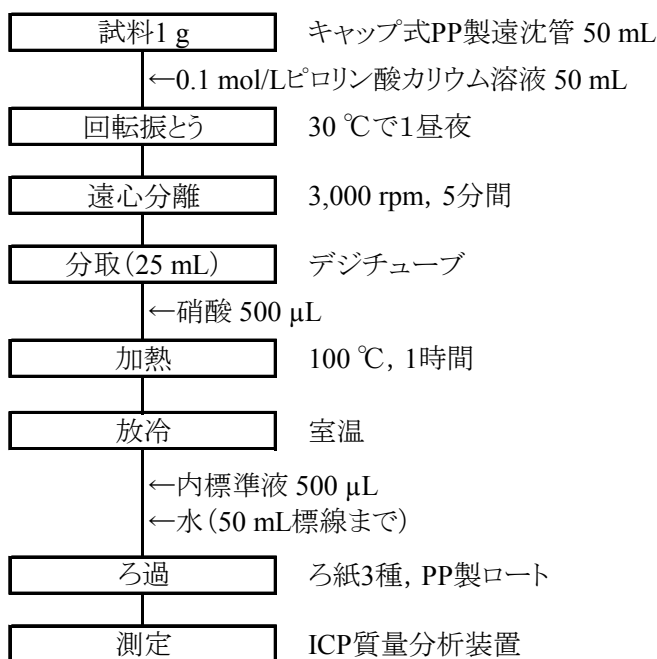 試料1 g キャップ式PP製遠沈管 50 mL
←0.1 mol/Lピロリン酸カリウム溶液 50 mL
回転振とう 30 ℃で1昼夜
遠心分離 3,000 rpm, 5分間
分取(25 mL) デジチューブ
←硝酸 500 µL
加熱 100 ℃, 1時間
放冷 室温
←内標準液 500 µL
←水(50 mL標線まで)
ろ過 ろ紙3種, PP製ロート
測定 ICP質量分析装置